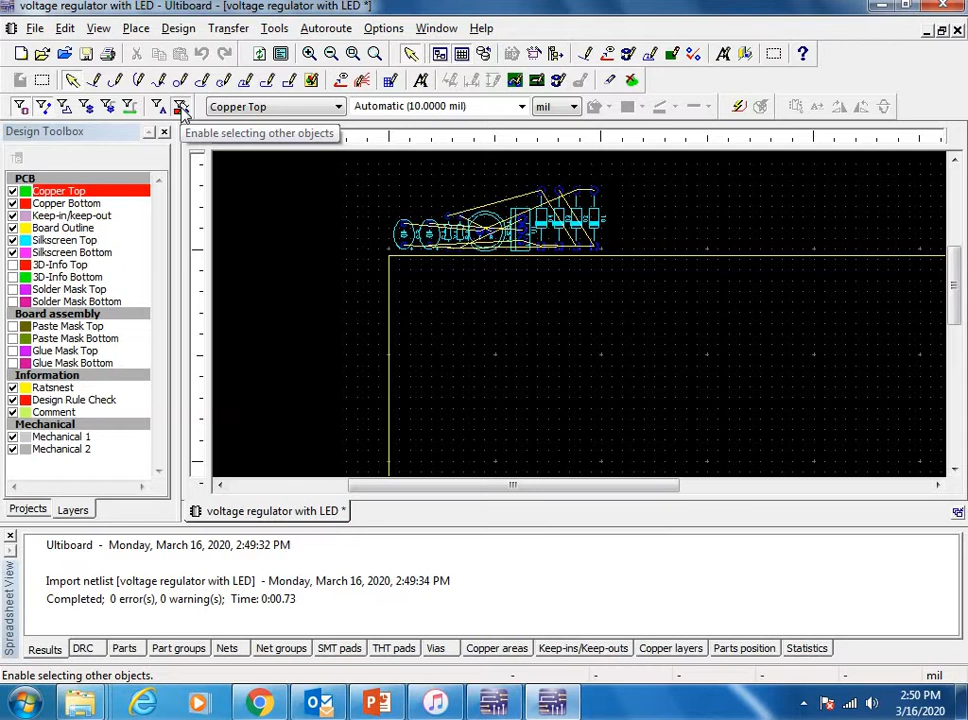 voltage regulator with LED - Ultiboard - [voltage regulator with LED *]
File Edit View Place Design Transfer Tools Autoroute Options Window Help
Copper Top Automatic (10.0000 mil) mil
Enable selecting other objects
Design Toolbox
PCB
Copper Top
Copper Bottom
Keep-in/keep-out
Board Outline
Silkscreen Top
Silkscreen Bottom
3D-Info Top
3D-Info Bottom
Solder Mask Top
Solder Mask Bottom
Board assembly
Paste Mask Top
Paste Mask Bottom
Glue Mask Top
Glue Mask Bottom
Information
Ratsnest
Design Rule Check
Comment
Mechanical
Mechanical 1
Mechanical 2
Projects Layers
voltage regulator with LED *
Spreadsheet View
Ultiboard - Monday, March 16, 2020, 2:49:32 PM
Import netlist [voltage regulator with LED] - Monday, March 16, 2020, 2:49:34 PM
Completed; 0 error(s), 0 warning(s); Time: 0:00.73
Results DRC Parts Part groups Nets Net groups SMT pads THT pads Vias Copper areas Keep-ins/Keep-outs Copper layers Parts position Statistics
Enable selecting other objects. - - - - - mil
2:50 PM
3/16/2020